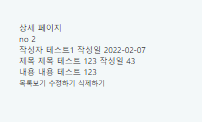 상세 페이지
no 2
작성자 테스트1 작성일 2022-02-07
제목 제목 테스트 123 작성일 43
내용 내용 테스트 123
목록보기 수정하기 삭제하기